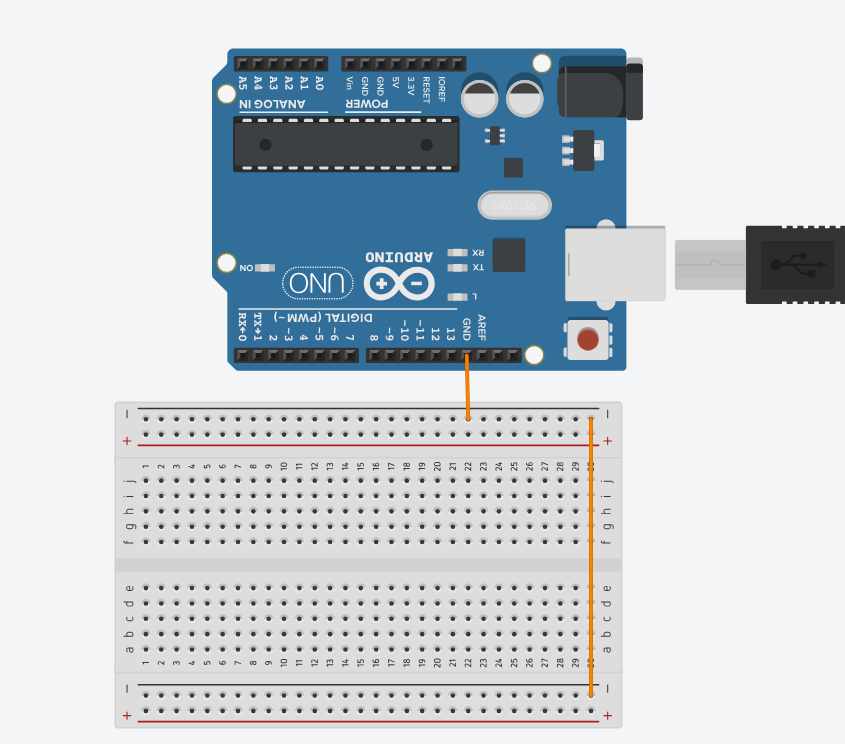 A5 A4 A3 A2 A1 A0 Vin GND GND 5V 3.3V RESET IOREF
ANALOG IN POWER
ARDUINO RX
ON UNO TX
L
DIGITAL (PWM~)
RX←0 TX→1 2 ~3 4 ~5 ~6 7 8 ~9 ~10 ~11 12 13 GND AREF
− −
+ +
1 2 3 4 5 6 7 8 9 10 11 12 13 14 15 16 17 18 19 20 21 22 23 24 25 26 27 28 29
j j
i i
h h
g g
f f
e e
d d
c c
b b
a a
1 2 3 4 5 6 7 8 9 10 11 12 13 14 15 16 17 18 19 20 21 22 23 24 25 26 27 28 29
− −
+ +